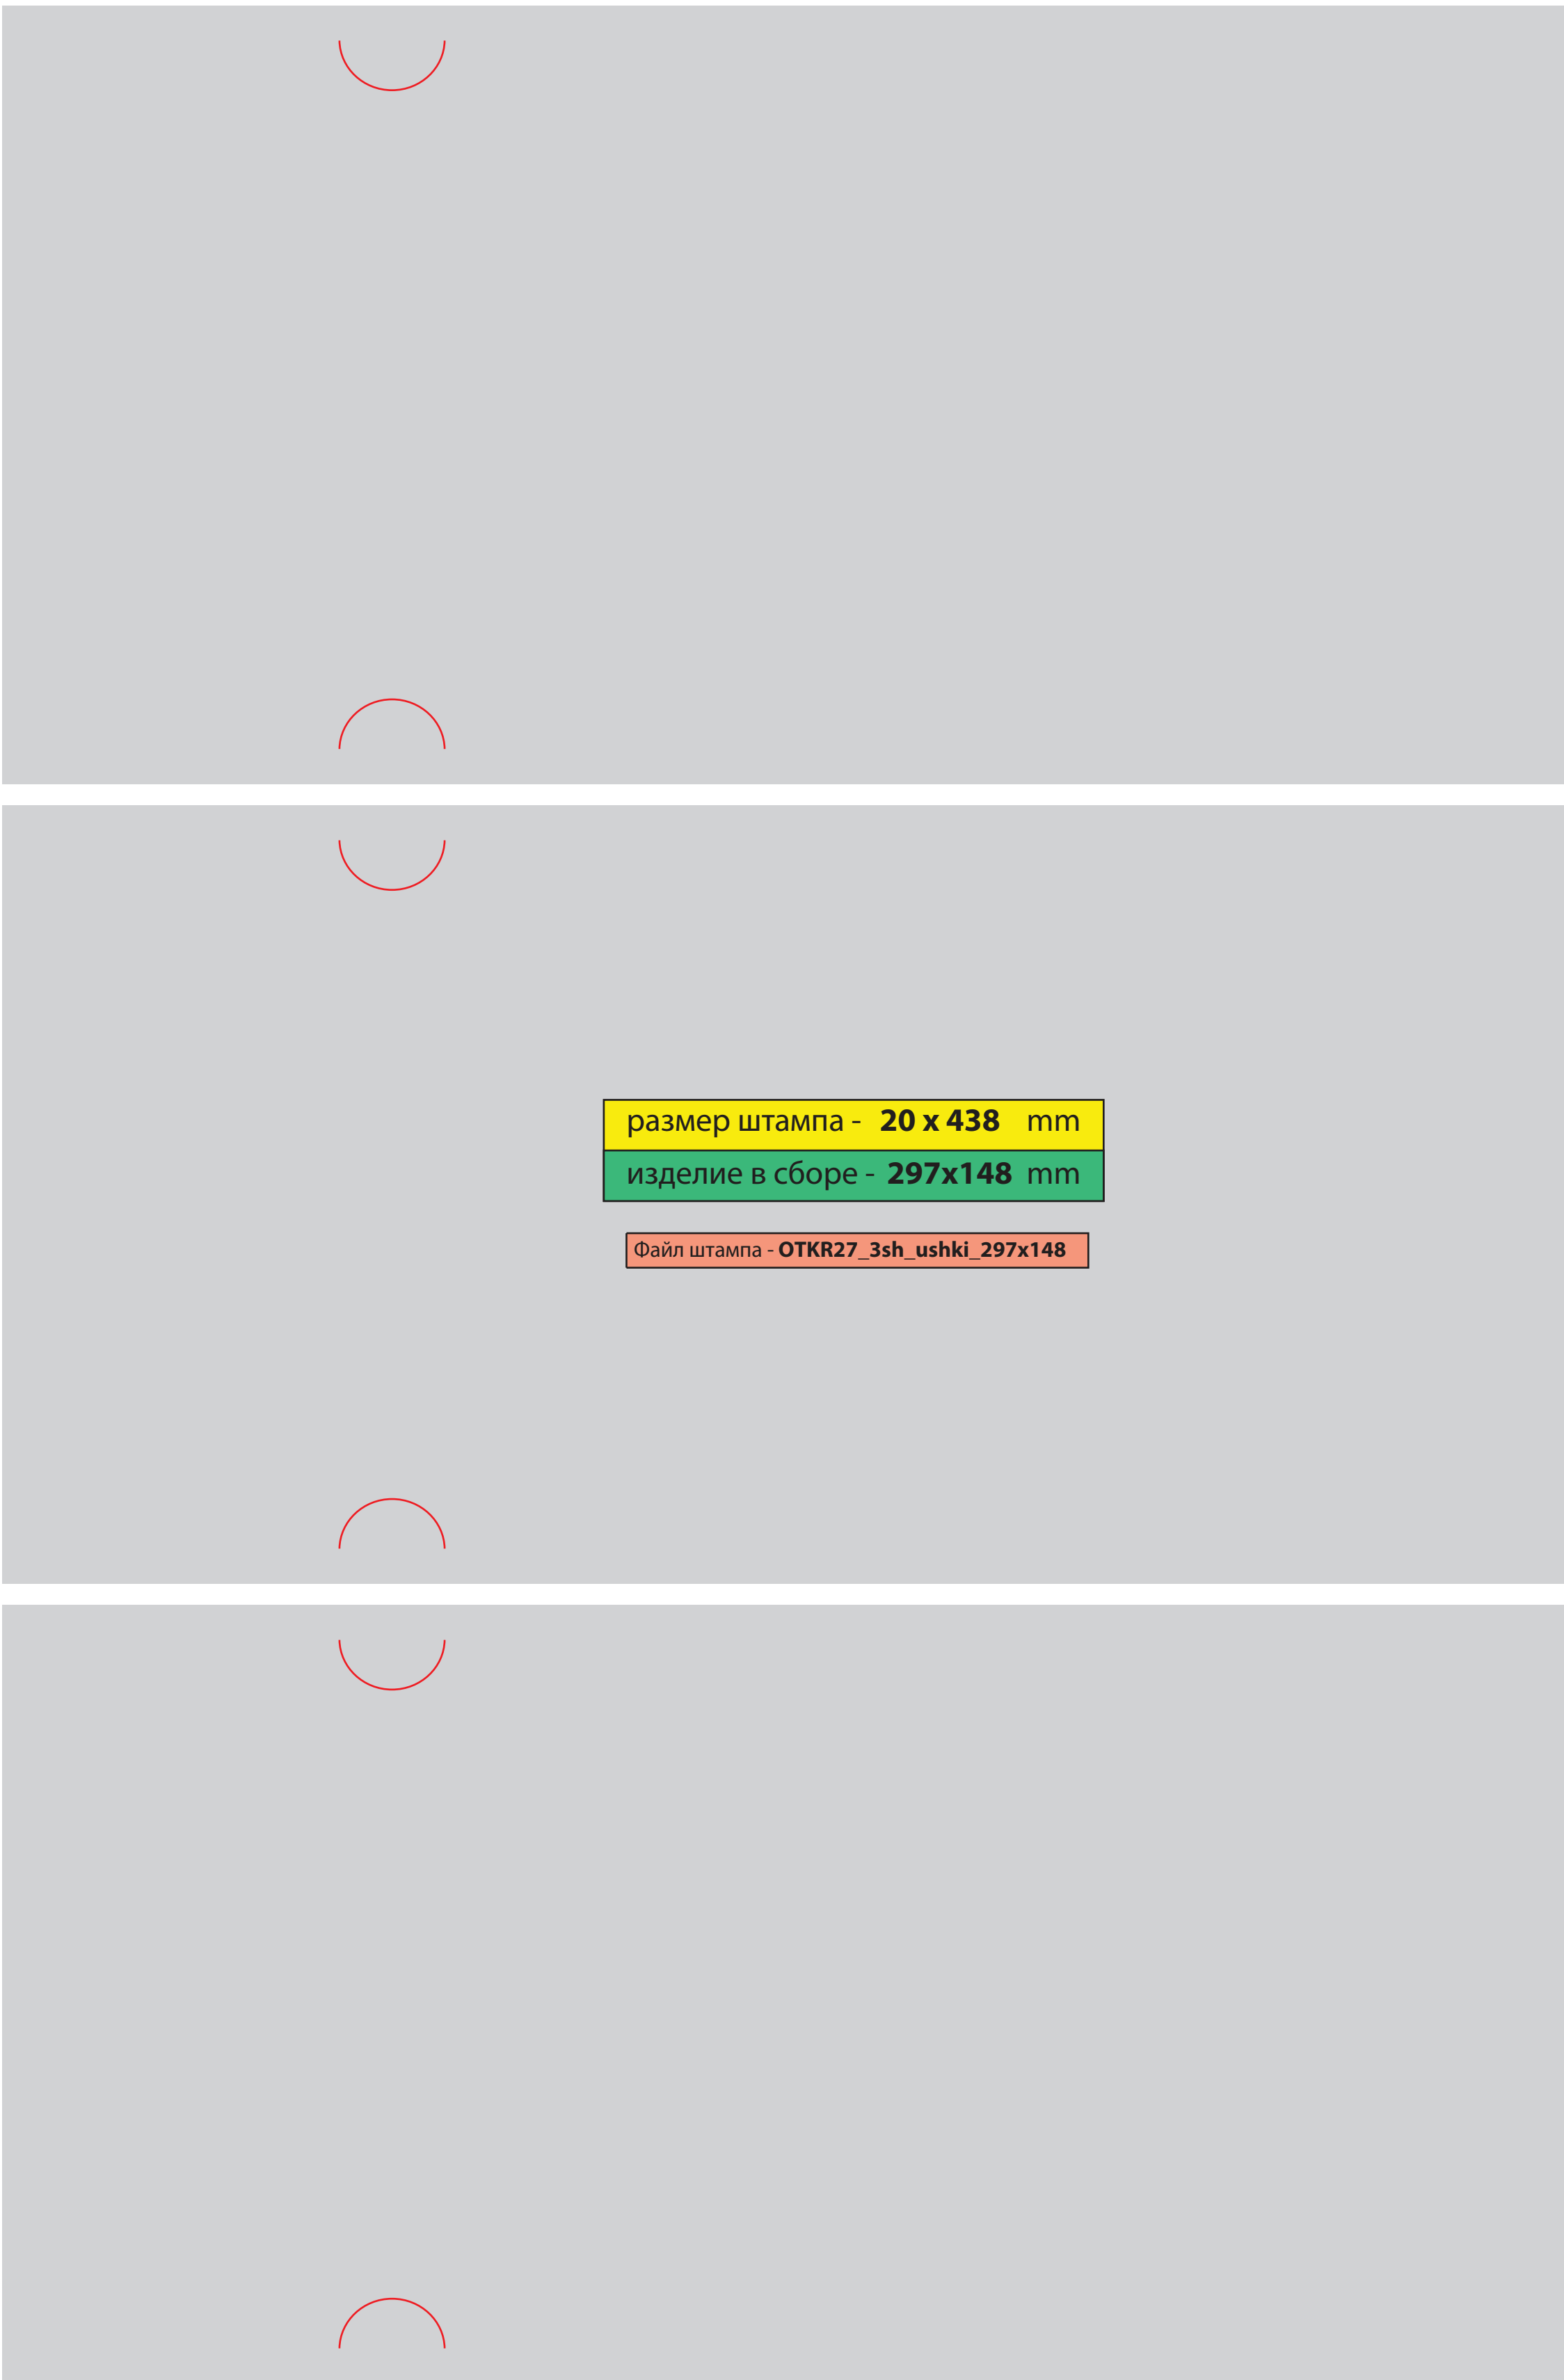 размер штампа - 20 x 438 mm
изделие в сборе - 297x148 mm
Файл штампа - OTKR27_3sh_ushki_297x148